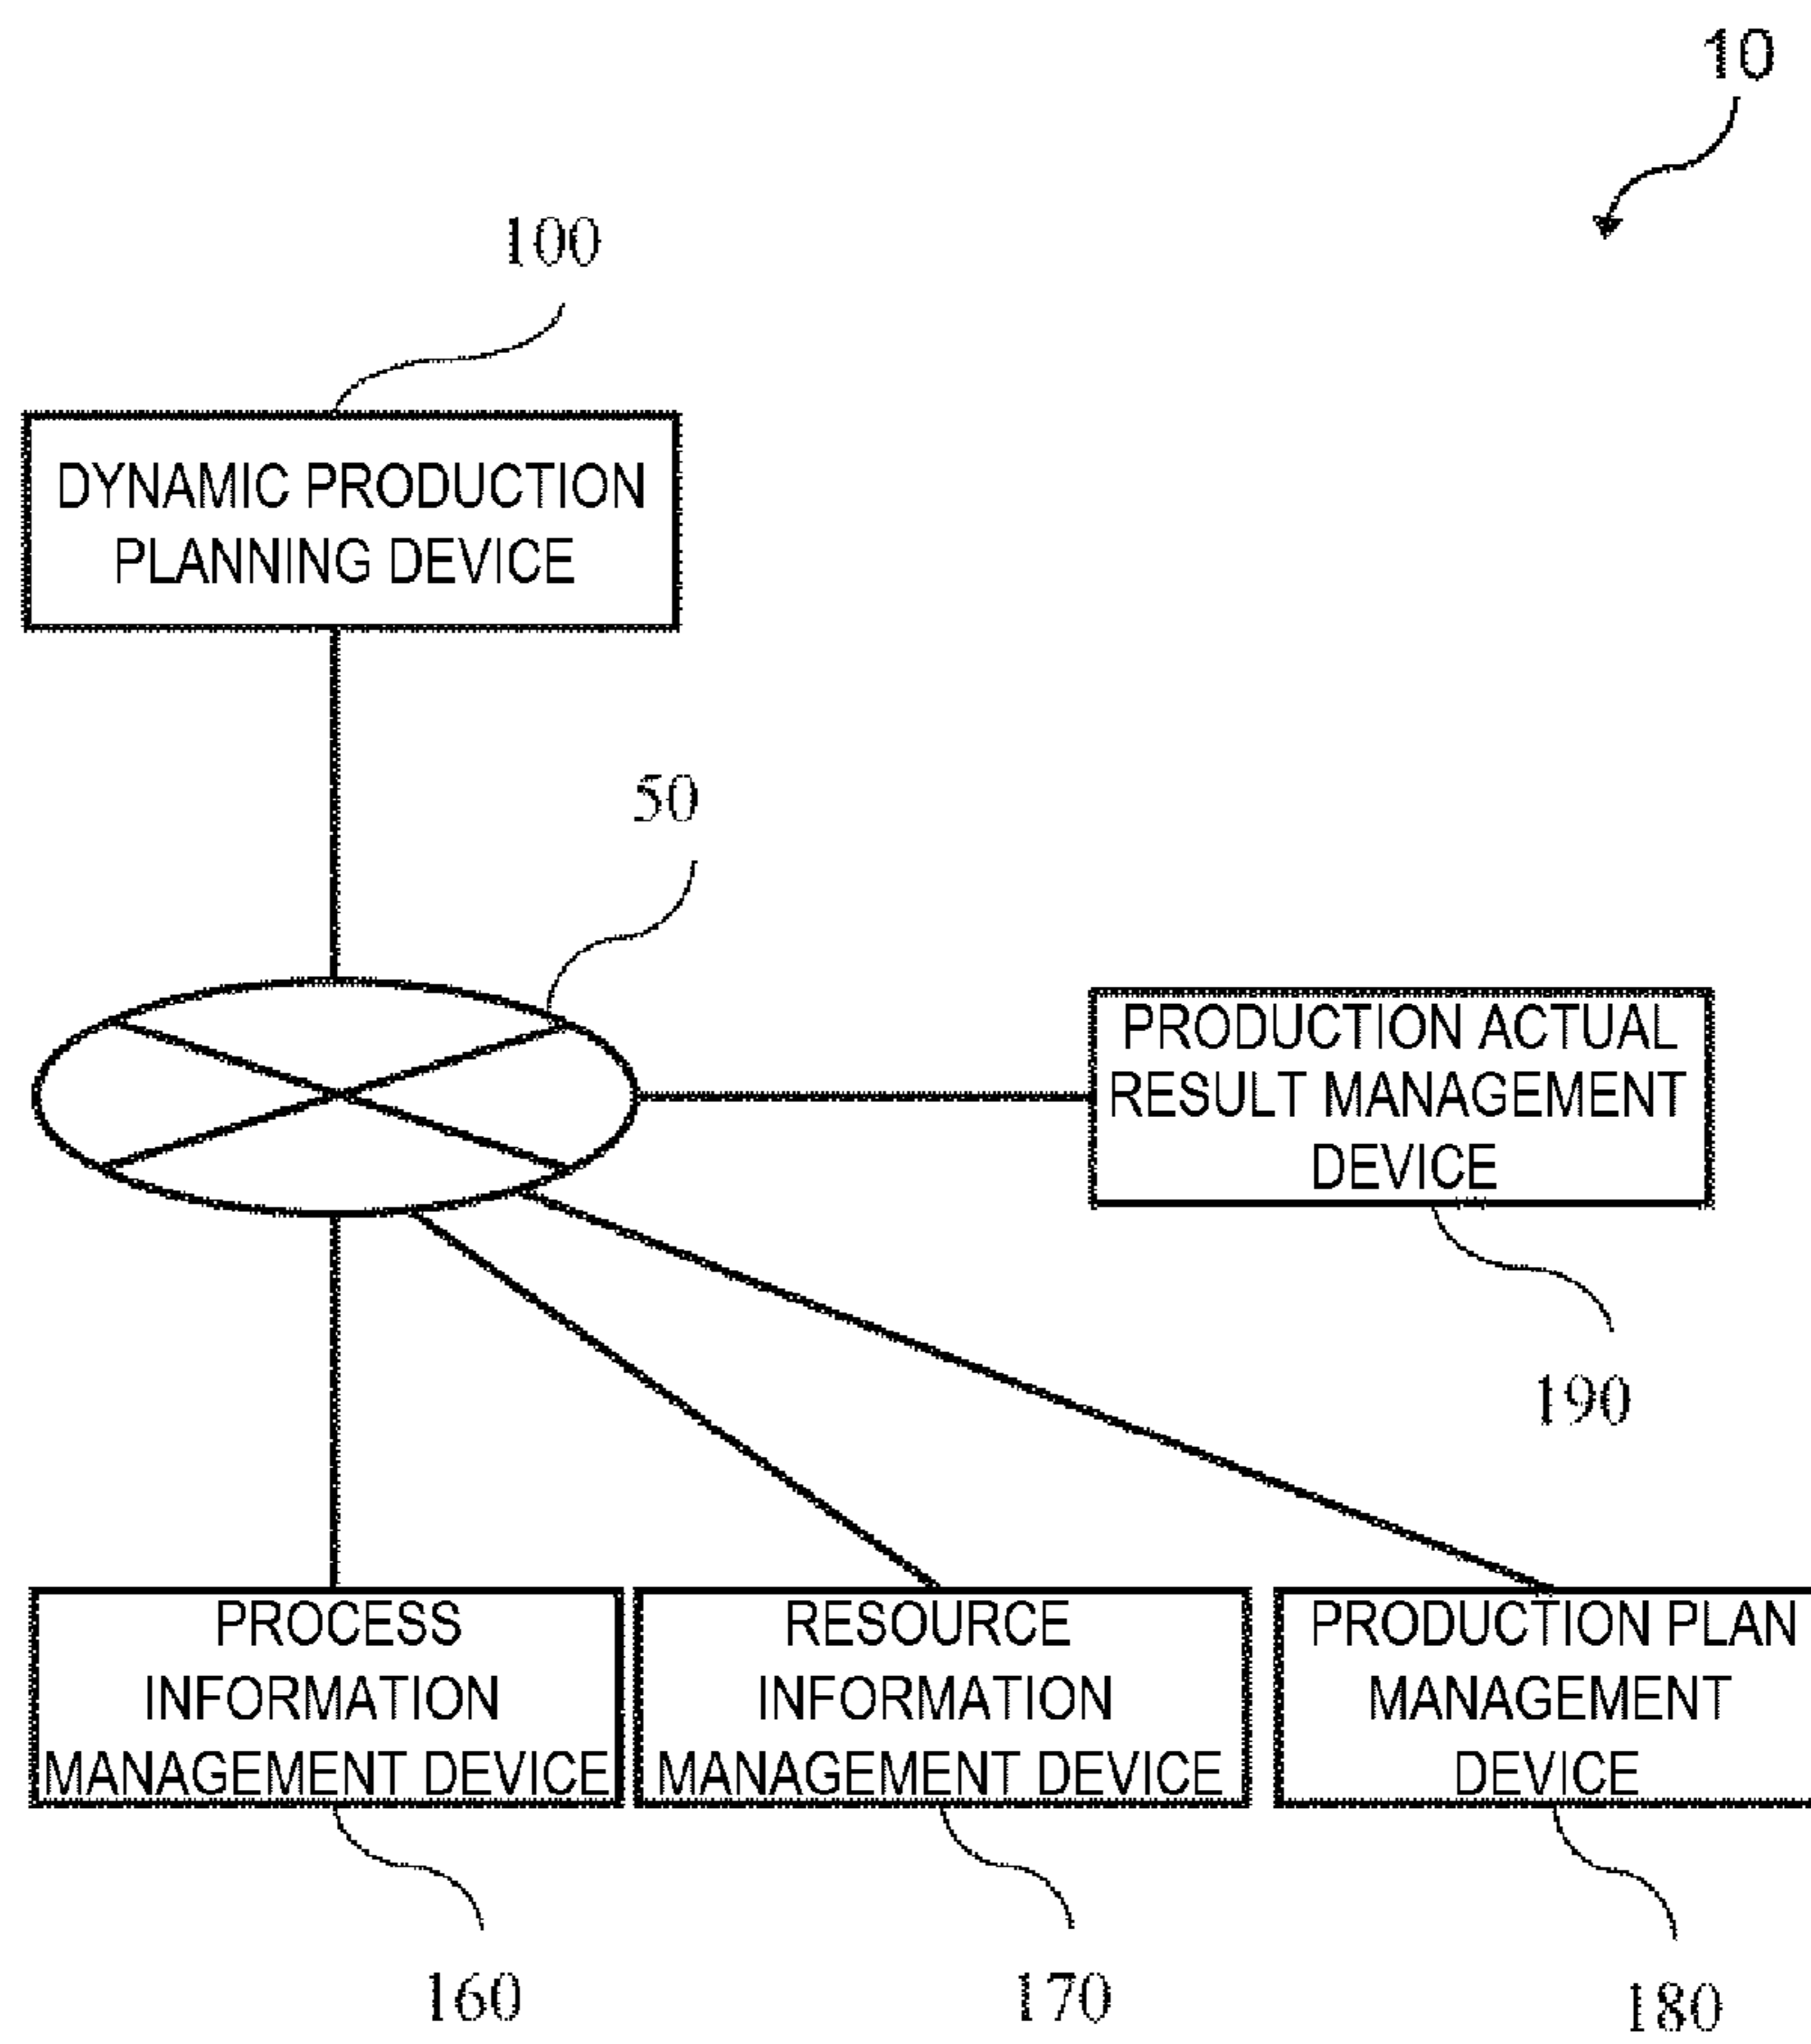 10
100
DYNAMIC PRODUCTION
PLANNING DEVICE
50
PRODUCTION ACTUAL
RESULT MANAGEMENT
DEVICE
190
PROCESS
INFORMATION
MANAGEMENT DEVICE
RESOURCE
INFORMATION
MANAGEMENT DEVICE
PRODUCTION PLAN
MANAGEMENT
DEVICE
160
170
180